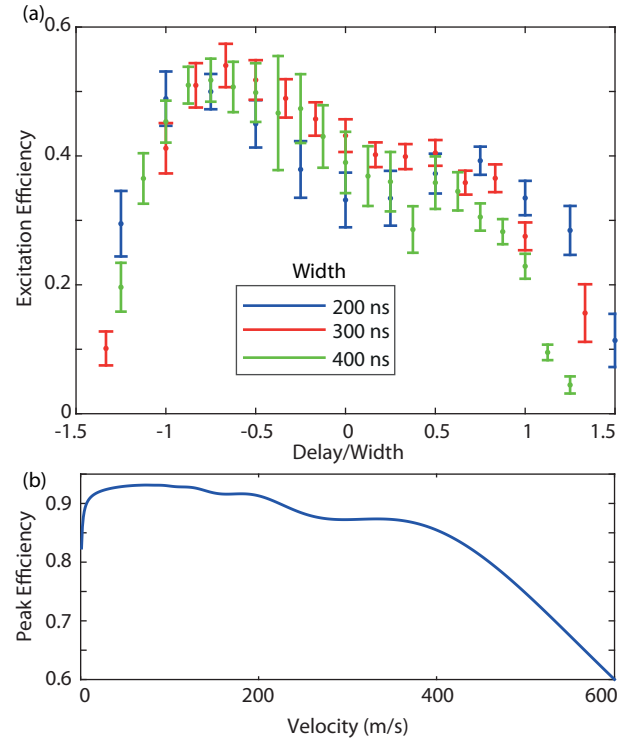 (a)
0.6
0.4
0.2
0
Excitation Efficiency
Width
200 ns
300 ns
400 ns
-1.5 -1 -0.5 0 0.5 1 1.5
Delay/Width
(b)
0.9
0.8
0.7
0.6
Peak Efficiency
0 200 400 600
Velocity (m/s)